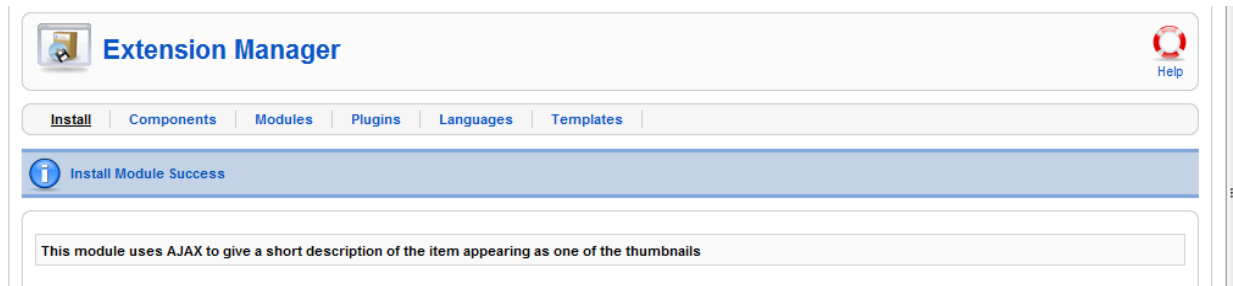 Extension Manager
Help
Install Components Modules Plugins Languages Templates
Install Module Success
This module uses AJAX to give a short description of the item appearing as one of the thumbnails